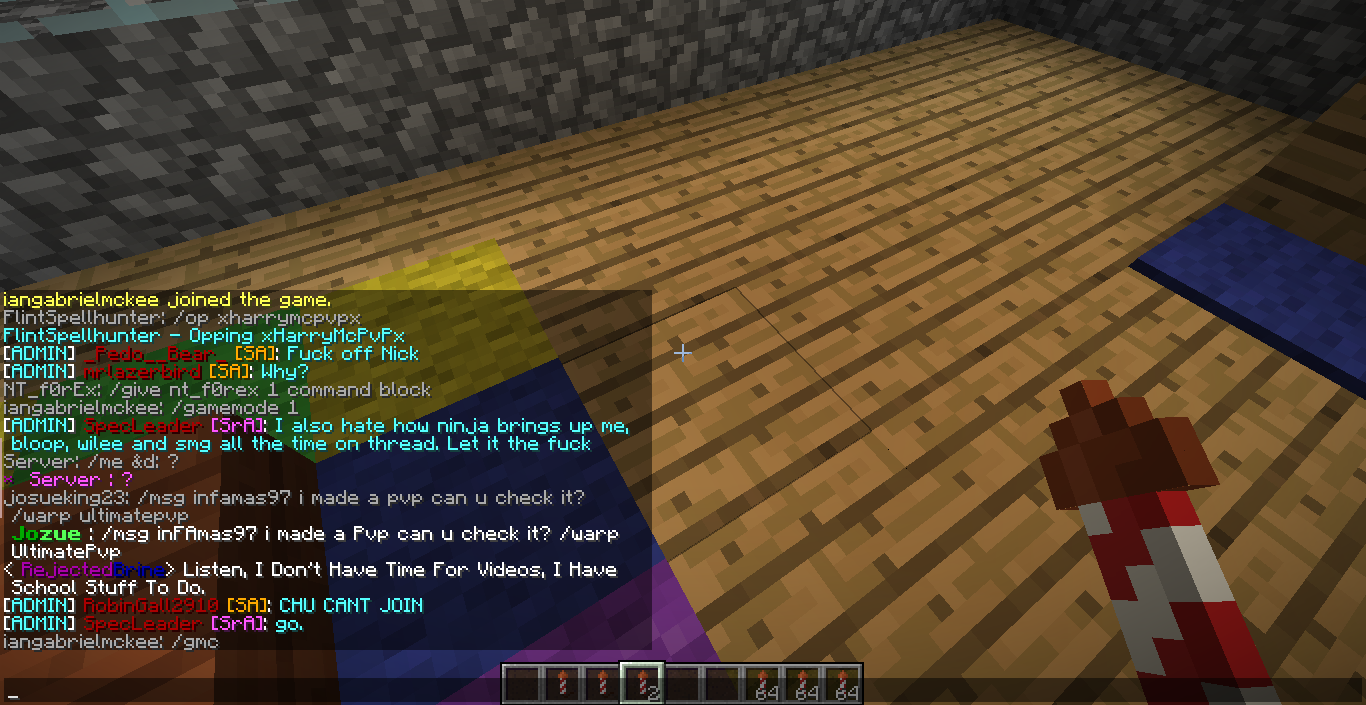 iangabrielmckee joined the game.
FlintSpellhunter: /op xharrymcpvpx
FlintSpellhunter - Opping xHarryMcPvPx
[ADMIN] _Pedo__Bear_ [SA]: Fuck off Nick
[ADMIN] mrlazerbird [SA]: Why?
NT_f0rEx: /give nt_f0rex 1 command block
iangabrielmckee: /gamemode 1
[ADMIN] SpecLeader [SrA]: I also hate how ninja brings up me,
bloop, wilee and smg all the time on thread. Let it the fuck
Server: /me &d: ?
* Server : ?
josueking23: /msg infamas97 i made a pvp can u check it?
/warp ultimatepvp
Jozue : /msg inFAmas97 i made a Pvp can u check it? /warp
UltimatePvp
< RejectedBrine> Listen, I Don't Have Time For Videos, I Have
School Stuff To Do.
[ADMIN] RobinGall2910 [SA]: CHU CANT JOIN
[ADMIN] SpecLeader [SrA]: go.
iangabrielmckee: /gmc
_
2 64 64 64